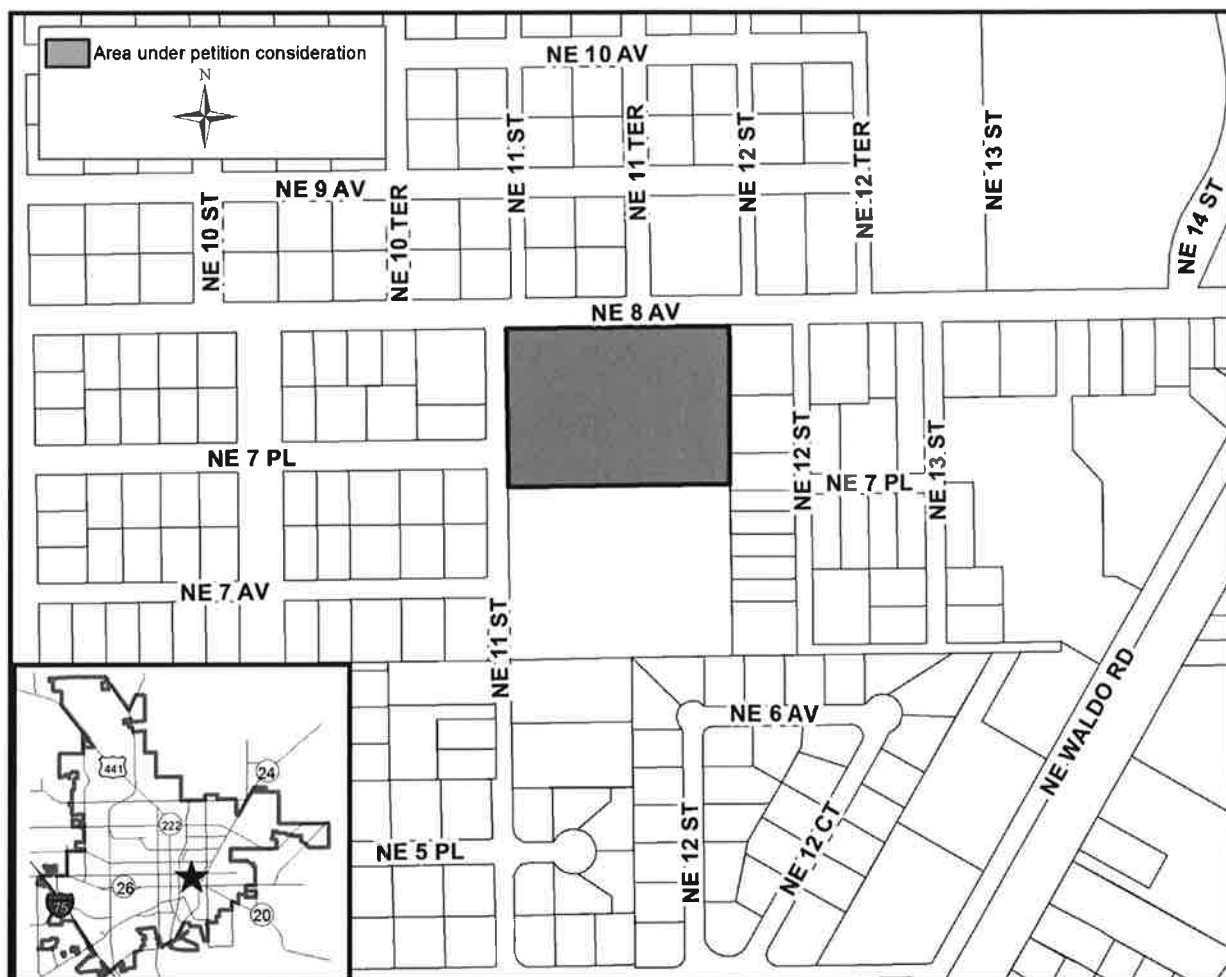 Area under petition consideration
N
NE 10 AV
NE 11 ST
NE 11 TER
NE 12 ST
NE 12 TER
NE 13 ST
NE 14 ST
NE 9 AV
NE 10 ST
NE 10 TER
NE 8 AV
NE 7 PL
NE 12 ST
NE 7 PL
NE 13 ST
NE 7 AV
NE 11 ST
NE WALDO RD
NE 6 AV
NE 5 PL
NE 12 ST
NE 12 CT
441
24
222
26
75
20